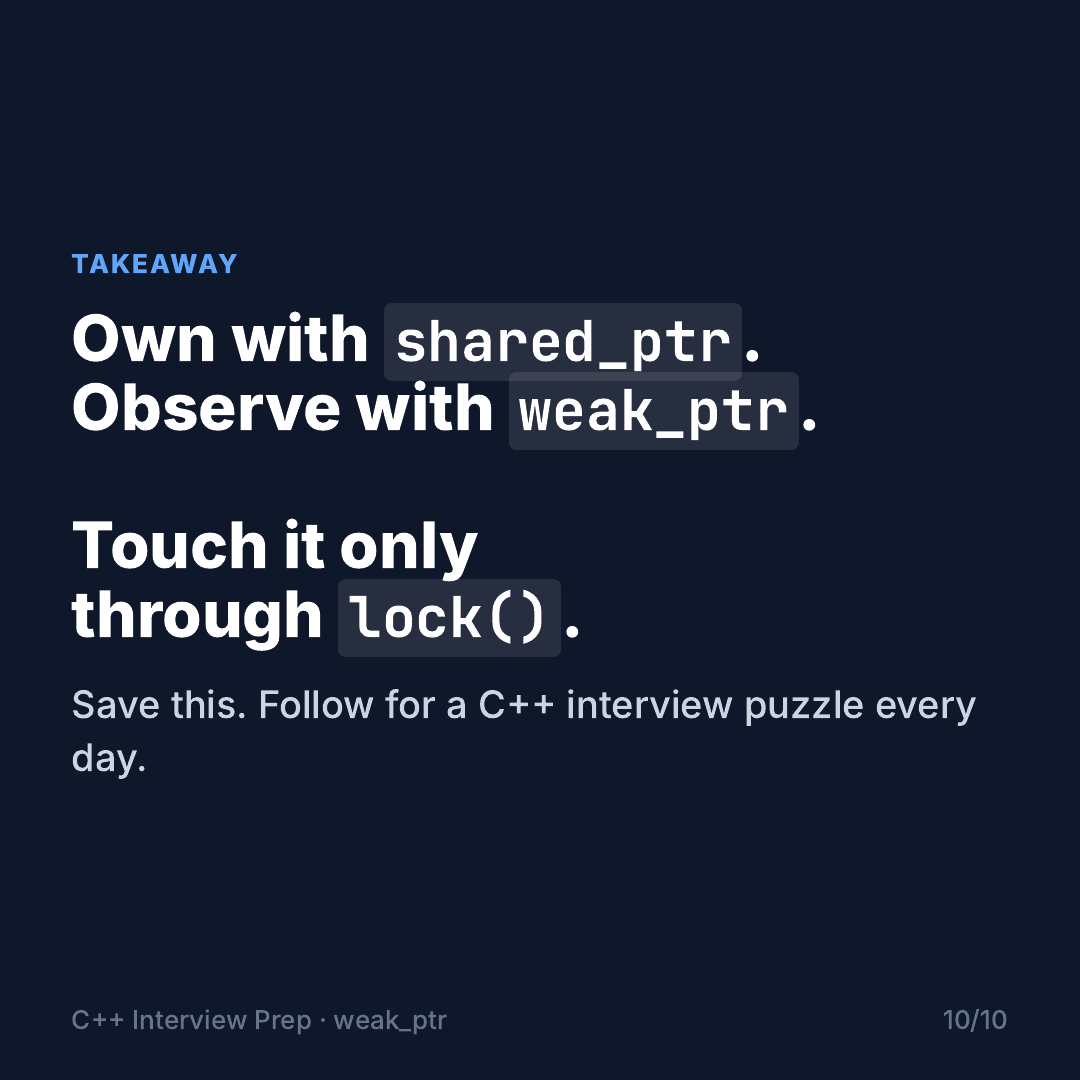 TAKEAWAY
Own with shared_ptr.
Observe with weak_ptr.
Touch it only
through lock().
Save this. Follow for a C++ interview puzzle every
day.
C++ Interview Prep · weak_ptr
10/10